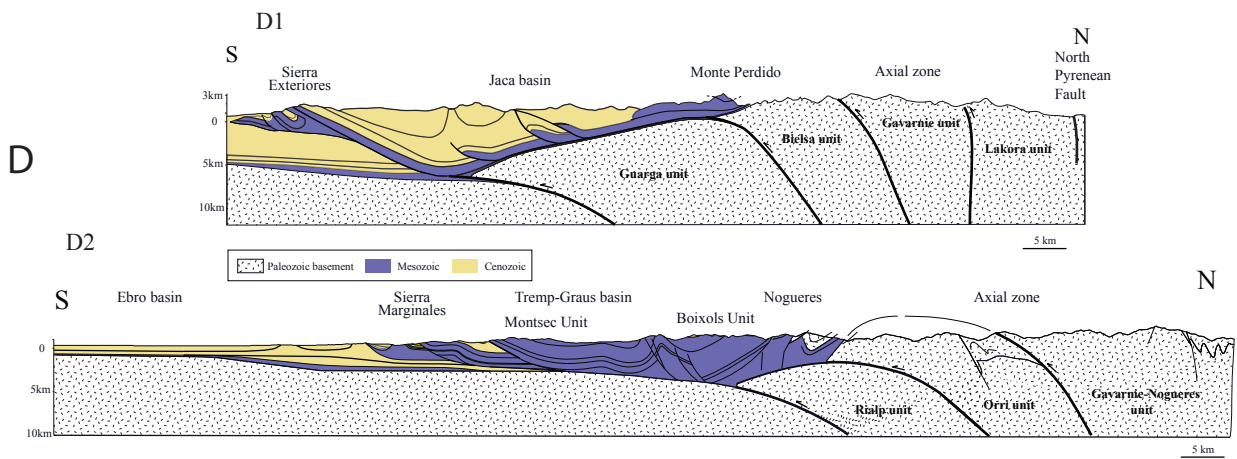 D1
S
N
Sierra
Exteriores
Jaca basin
Monte Perdido
Axial zone
North
Pyrenean
Fault
3km
0
5km
10km
D
Guarga unit
Bielsa unit
Gavarnie unit
Lakora unit
5 km
D2
Paleozoic basement
Mesozoic
Cenozoic
S
N
Ebro basin
Sierra
Marginales
Tremp-Graus basin
Montsec Unit
Boixols Unit
Nogueres
Axial zone
0
5km
10km
Rialp unit
Orri unit
Gavarnie-Nogueres
unit
5 km